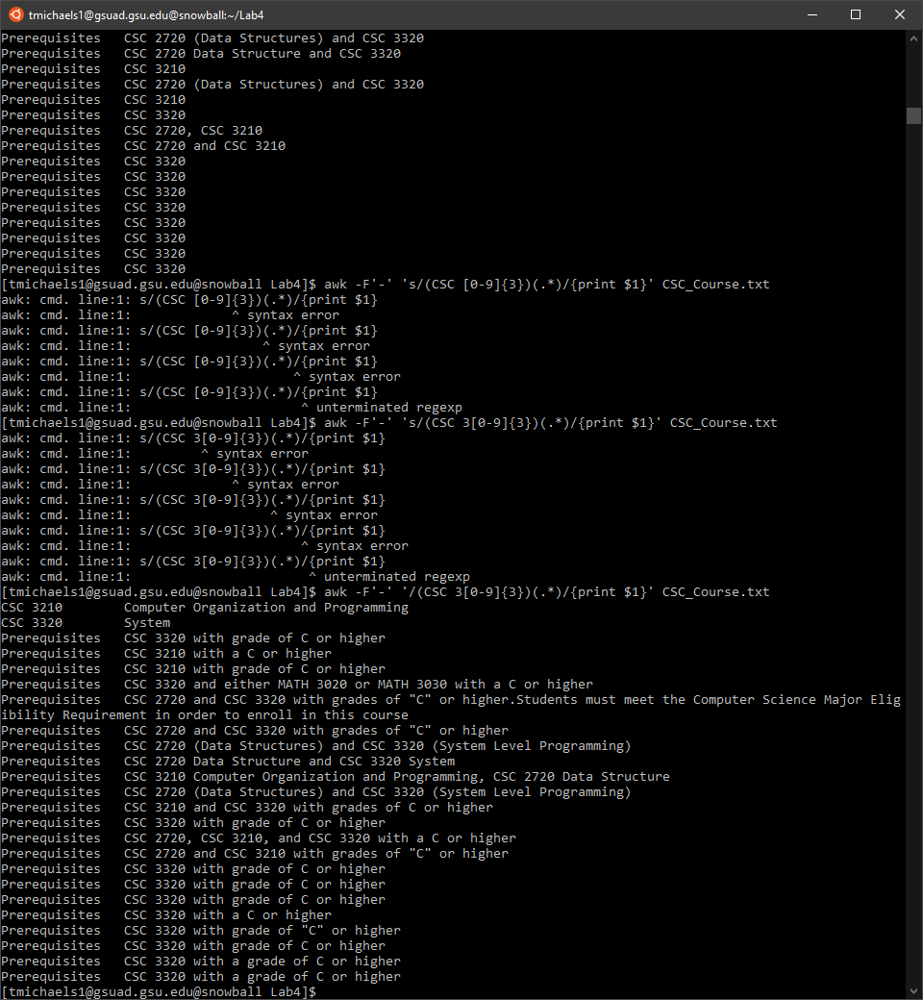 tmichaels1@gsuad.gsu.edu@snowball:~/Lab4
Prerequisites   CSC 2720 (Data Structures) and CSC 3320
Prerequisites   CSC 2720 Data Structure and CSC 3320
Prerequisites   CSC 3210
Prerequisites   CSC 2720 (Data Structures) and CSC 3320
Prerequisites   CSC 3210
Prerequisites   CSC 3320
Prerequisites   CSC 2720, CSC 3210
Prerequisites   CSC 2720 and CSC 3210
Prerequisites   CSC 3320
Prerequisites   CSC 3320
Prerequisites   CSC 3320
Prerequisites   CSC 3320
Prerequisites   CSC 3320
Prerequisites   CSC 3320
Prerequisites   CSC 3320
Prerequisites   CSC 3320
[tmichaels1@gsuad.gsu.edu@snowball Lab4]$ awk -F'-' 's/(CSC [0-9]{3})(.*)/{print $1}' CSC_Course.txt
awk: cmd. line:1: s/(CSC [0-9]{3})(.*)/{print $1}
awk: cmd. line:1:             ^ syntax error
awk: cmd. line:1: s/(CSC [0-9]{3})(.*)/{print $1}
awk: cmd. line:1:                 ^ syntax error
awk: cmd. line:1: s/(CSC [0-9]{3})(.*)/{print $1}
awk: cmd. line:1:                     ^ syntax error
awk: cmd. line:1: s/(CSC [0-9]{3})(.*)/{print $1}
awk: cmd. line:1:                      ^ unterminated regexp
[tmichaels1@gsuad.gsu.edu@snowball Lab4]$ awk -F'-' 's/(CSC 3[0-9]{3})(.*)/{print $1}' CSC_Course.txt
awk: cmd. line:1: s/(CSC 3[0-9]{3})(.*)/{print $1}
awk: cmd. line:1:         ^ syntax error
awk: cmd. line:1: s/(CSC 3[0-9]{3})(.*)/{print $1}
awk: cmd. line:1:             ^ syntax error
awk: cmd. line:1: s/(CSC 3[0-9]{3})(.*)/{print $1}
awk: cmd. line:1:                  ^ syntax error
awk: cmd. line:1: s/(CSC 3[0-9]{3})(.*)/{print $1}
awk: cmd. line:1:                      ^ syntax error
awk: cmd. line:1: s/(CSC 3[0-9]{3})(.*)/{print $1}
awk: cmd. line:1:                       ^ unterminated regexp
[tmichaels1@gsuad.gsu.edu@snowball Lab4]$ awk -F'-' '/(CSC 3[0-9]{3})(.*)/{print $1}' CSC_Course.txt
CSC 3210        Computer Organization and Programming
CSC 3320        System
Prerequisites   CSC 3320 with grade of C or higher
Prerequisites   CSC 3210 with a C or higher
Prerequisites   CSC 3210 with grade of C or higher
Prerequisites   CSC 3320 and either MATH 3020 or MATH 3030 with a C or higher
Prerequisites   CSC 2720 and CSC 3320 with grades of "C" or higher.Students must meet the Computer Science Major Elig
ibility Requirement in order to enroll in this course
Prerequisites   CSC 2720 and CSC 3320 with grades of "C" or higher
Prerequisites   CSC 2720 (Data Structures) and CSC 3320 (System Level Programming)
Prerequisites   CSC 2720 Data Structure and CSC 3320 System
Prerequisites   CSC 3210 Computer Organization and Programming, CSC 2720 Data Structure
Prerequisites   CSC 2720 (Data Structures) and CSC 3320 (System Level Programming)
Prerequisites   CSC 3210 and CSC 3320 with grades of C or higher
Prerequisites   CSC 3320 with grade of C or higher
Prerequisites   CSC 2720, CSC 3210, and CSC 3320 with a C or higher
Prerequisites   CSC 2720 and CSC 3210 with grades of "C" or higher
Prerequisites   CSC 3320 with grade of C or higher
Prerequisites   CSC 3320 with grade of C or higher
Prerequisites   CSC 3320 with grade of C or higher
Prerequisites   CSC 3320 with a C or higher
Prerequisites   CSC 3320 with grade of "C" or higher
Prerequisites   CSC 3320 with grade of C or higher
Prerequisites   CSC 3320 with a grade of C or higher
Prerequisites   CSC 3320 with a grade of C or higher
[tmichaels1@gsuad.gsu.edu@snowball Lab4]$